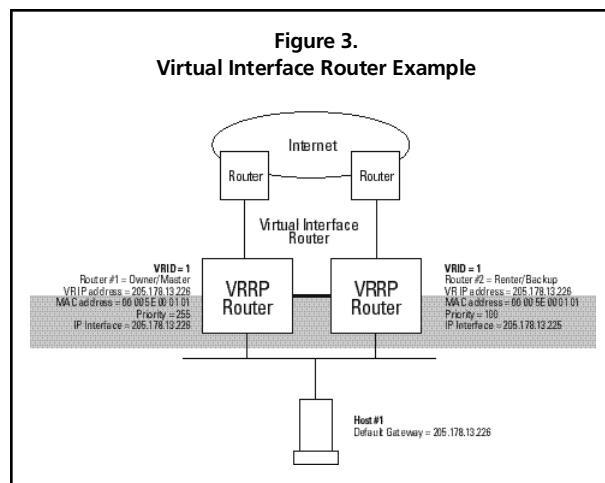 Figure 3.
Virtual Interface Router Example
Internet
Router
Router
Virtual Interface
Router
VRID = 1
Router #1 = Owner/Master
VR IP address = 205.178.13.226
MAC address = 00 00 5E 00 01 01
Priority = 255
IP Interface = 205.178.13.226
VRRP
Router
VRRP
Router
VRID = 1
Router #2 = Renter/Backup
VR IP address = 205.178.13.226
MAC address = 00 00 5E 00 01 01
Priority = 100
IP Interface = 205.178.13.225
Host #1
Default Gateway = 205.178.13.226